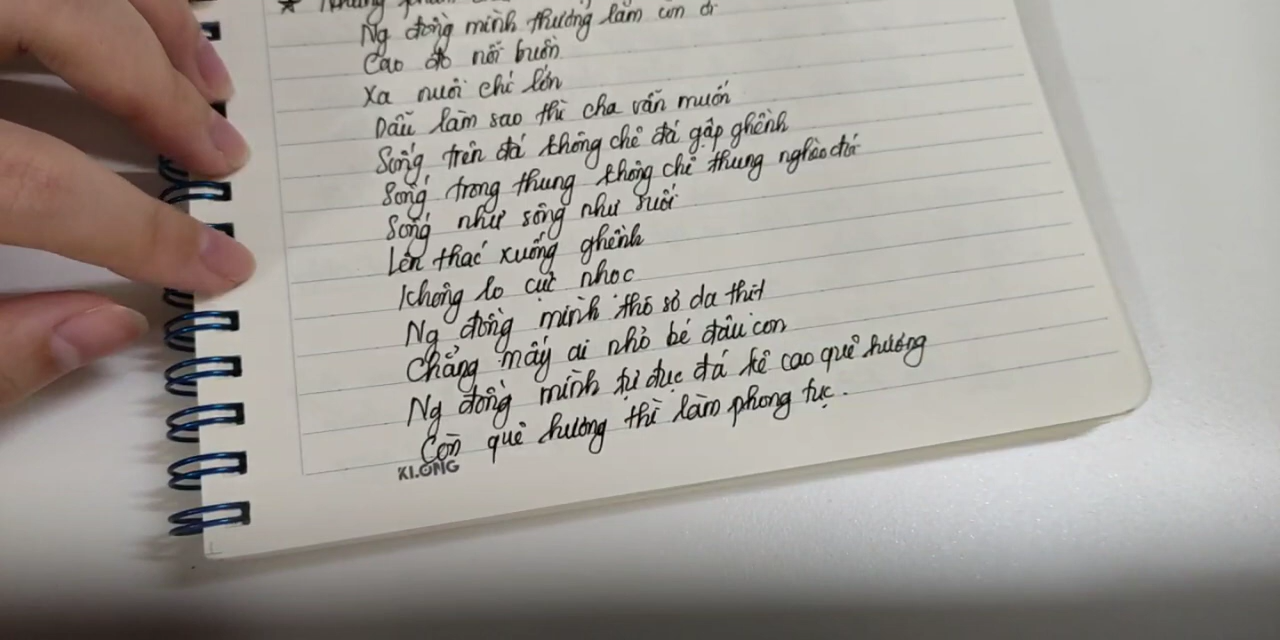 Ng đồng mình thương lắm con ơi
Cao đo nỗi buồn
Xa nuôi chí lớn
Dẫu làm sao thì cha vẫn muốn
Sống trên đá không chê đá gập ghềnh
Sống trong thung không chê thung nghèo đói
Sống như sông như suối
Lên thác xuống ghềnh
Không lo cực nhọc
Ng đồng mình thô sơ da thịt
Chẳng mấy ai nhỏ bé đâu con
Ng đồng mình tự đục đá kê cao quê hương
Còn quê hương thì làm phong tục.
KLONG